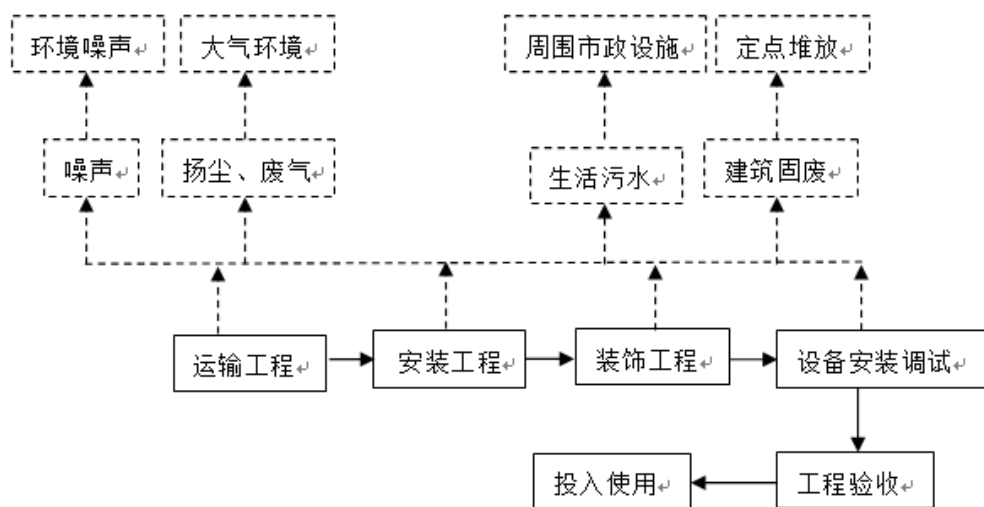 环境噪声
大气环境
周围市政设施
定点堆放
噪声
扬尘、废气
生活污水
建筑固废
运输工程
安装工程
装饰工程
设备安装调试
投入使用
工程验收